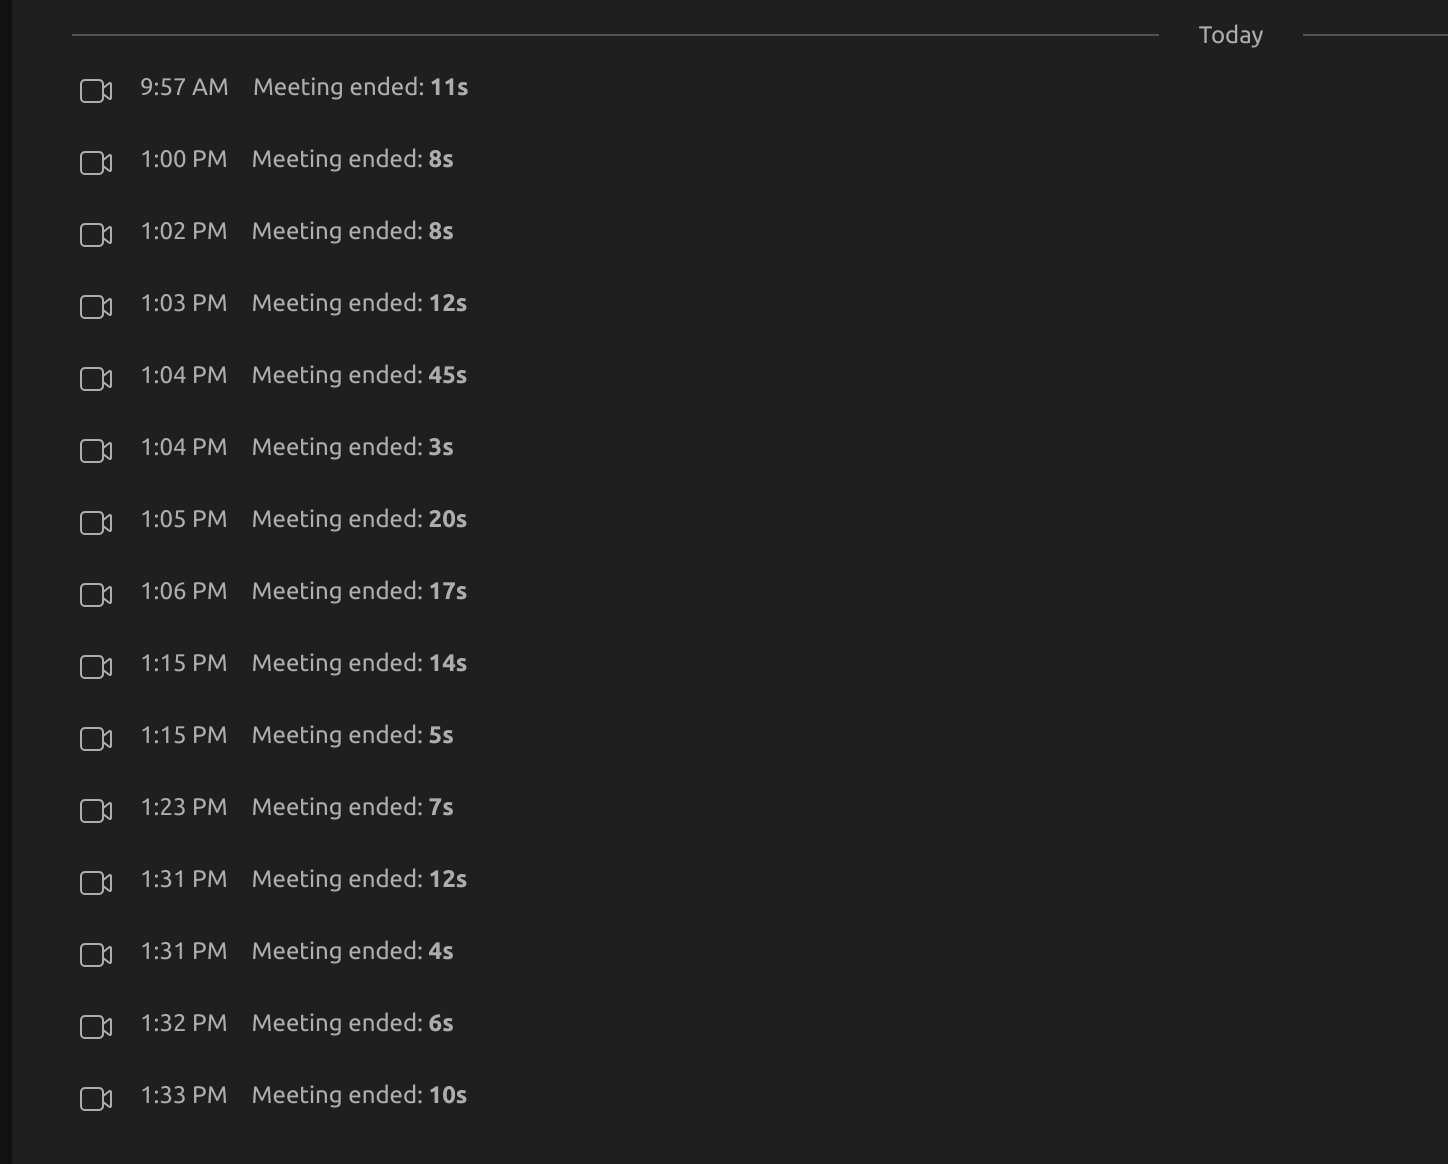 Today
9:57 AM Meeting ended: 11s
1:00 PM Meeting ended: 8s
1:02 PM Meeting ended: 8s
1:03 PM Meeting ended: 12s
1:04 PM Meeting ended: 45s
1:04 PM Meeting ended: 3s
1:05 PM Meeting ended: 20s
1:06 PM Meeting ended: 17s
1:15 PM Meeting ended: 14s
1:15 PM Meeting ended: 5s
1:23 PM Meeting ended: 7s
1:31 PM Meeting ended: 12s
1:31 PM Meeting ended: 4s
1:32 PM Meeting ended: 6s
1:33 PM Meeting ended: 10s